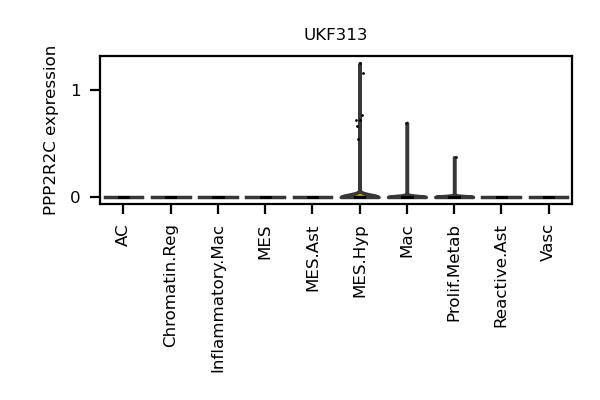 UKF313
PPP2R2C expression
1
0
AC
Chromatin.Reg
Inflammatory.Mac
MES
MES.Ast
MES.Hyp
Mac
Prolif.Metab
Reactive.Ast
Vasc